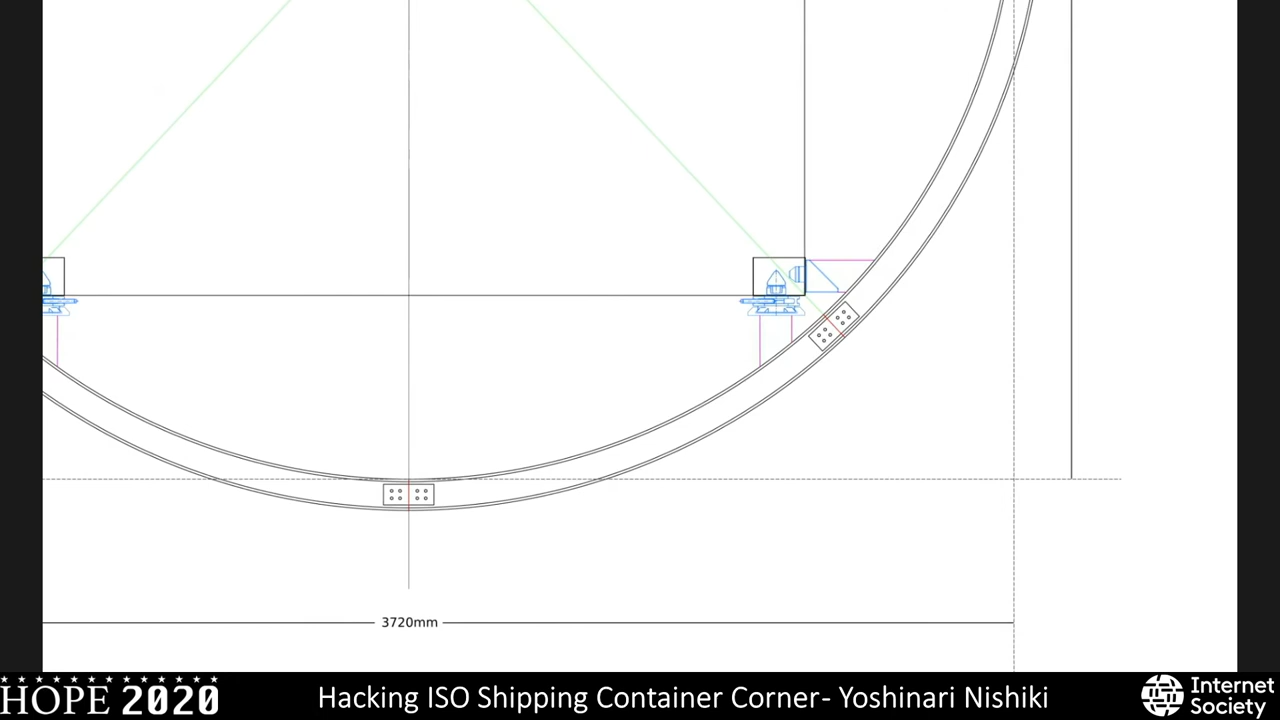 3720mm
HOPE 2020
Hacking ISO Shipping Container Corner- Yoshinari Nishiki
Internet
Society